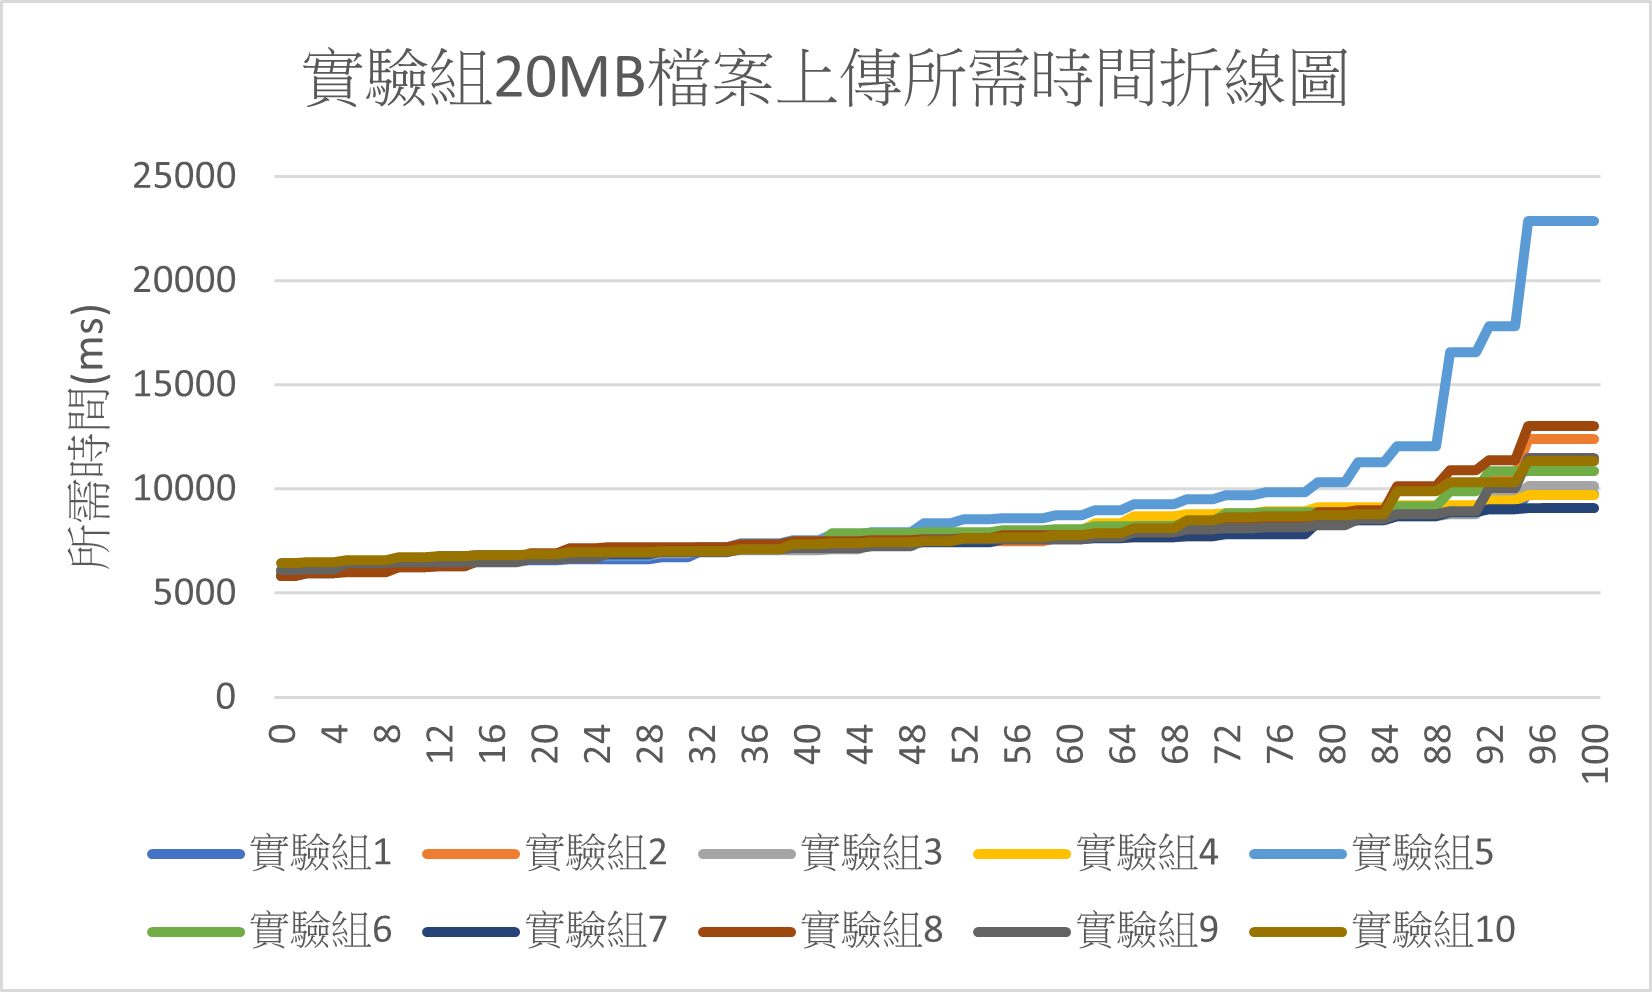 實驗組20MB檔案上傳所需時間折線圖
所需時間(ms)
25000
20000
15000
10000
5000
0
0 4 8 12 16 20 24 28 32 36 40 44 48 52 56 60 64 68 72 76 80 84 88 92 96 100
實驗組1 實驗組2 實驗組3 實驗組4 實驗組5
實驗組6 實驗組7 實驗組8 實驗組9 實驗組10